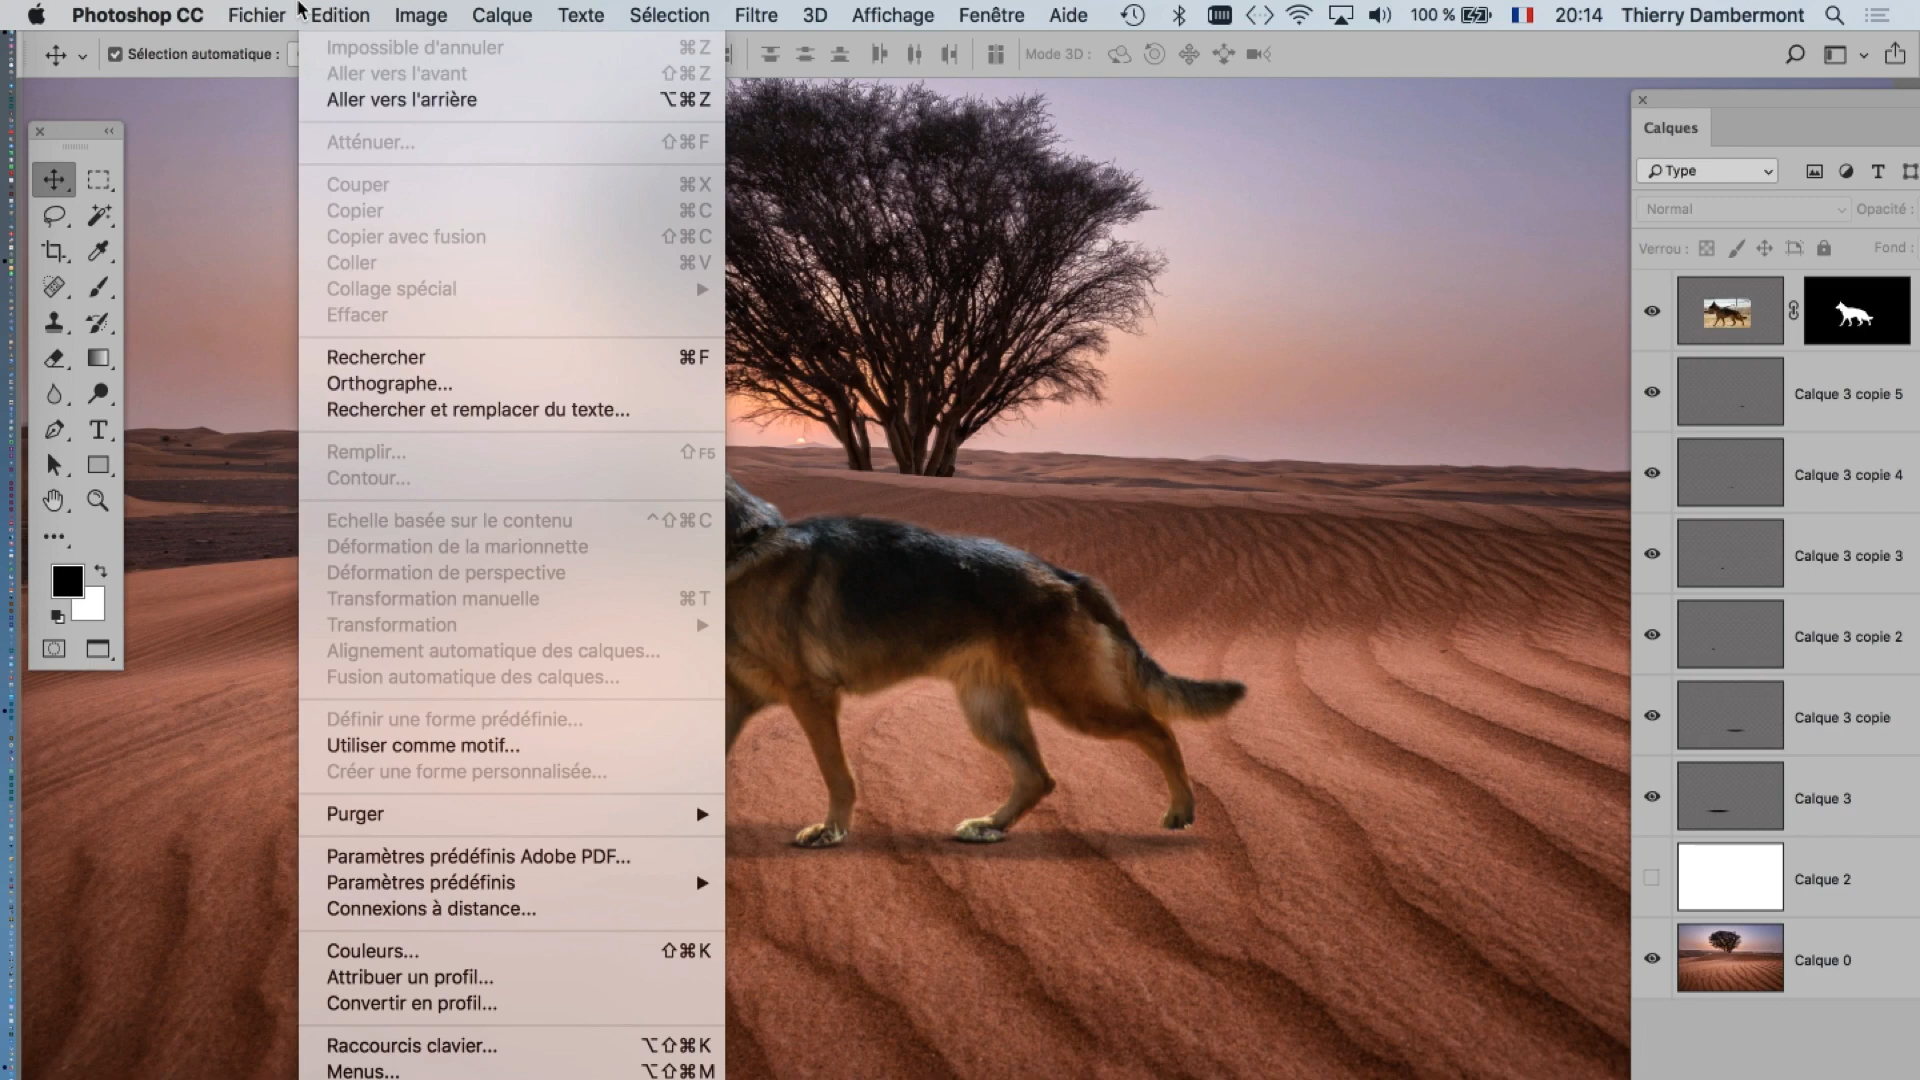 Photoshop CC Fichier Edition Image Calque Texte Sélection Filtre 3D Affichage Fenêtre Aide 100 % 20:14 Thierry Dambermont
Sélection automatique : Mode 3D :
Impossible d'annuler ⌘Z
Aller vers l'avant ⇧⌘Z
Aller vers l'arrière ⌥⌘Z
Atténuer... ⇧⌘F
Couper ⌘X
Copier ⌘C
Copier avec fusion ⇧⌘C
Coller ⌘V
Collage spécial
Effacer
Rechercher ⌘F
Orthographe...
Rechercher et remplacer du texte...
Remplir... ⇧F5
Contour...
Echelle basée sur le contenu ^⇧⌘C
Déformation de la marionnette
Déformation de perspective
Transformation manuelle ⌘T
Transformation
Alignement automatique des calques...
Fusion automatique des calques...
Définir une forme prédéfinie...
Utiliser comme motif...
Créer une forme personnalisée...
Purger
Paramètres prédéfinis Adobe PDF...
Paramètres prédéfinis
Connexions à distance...
Couleurs... ⇧⌘K
Attribuer un profil...
Convertir en profil...
Raccourcis clavier... ⌥⇧⌘K
Menus... ⌥⇧⌘M
Calques
Type
Normal Opacité :
Verrou : Fond :
Calque 3 copie 5
Calque 3 copie 4
Calque 3 copie 3
Calque 3 copie 2
Calque 3 copie
Calque 3
Calque 2
Calque 0